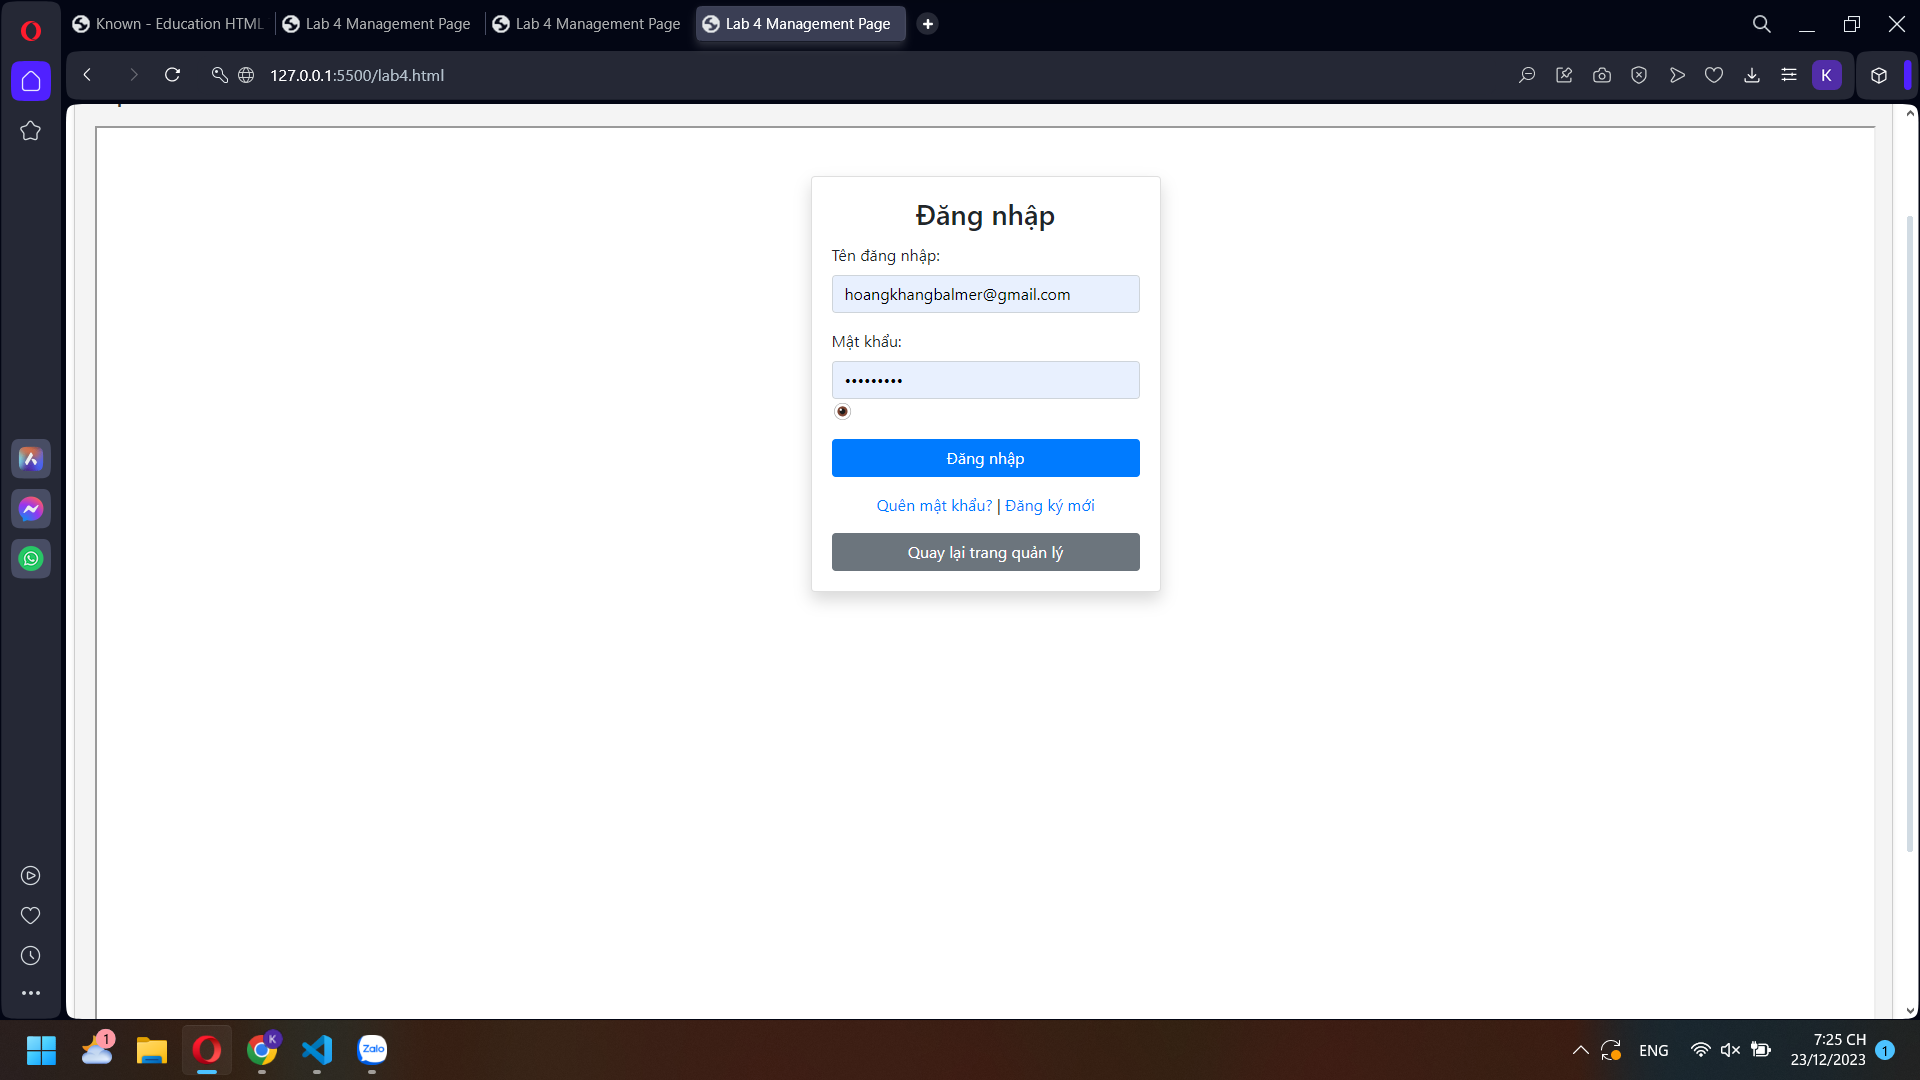 Known - Education HTML
Lab 4 Management Page
Lab 4 Management Page
Lab 4 Management Page
127.0.0.1:5500/lab4.html
K
Đăng nhập
Tên đăng nhập:
hoangkhangbalmer@gmail.com
Mật khẩu:
•••••••••
Đăng nhập
Quên mật khẩu? | Đăng ký mới
Quay lại trang quản lý
1
K
Zalo
ENG
7:25 CH
23/12/2023
1